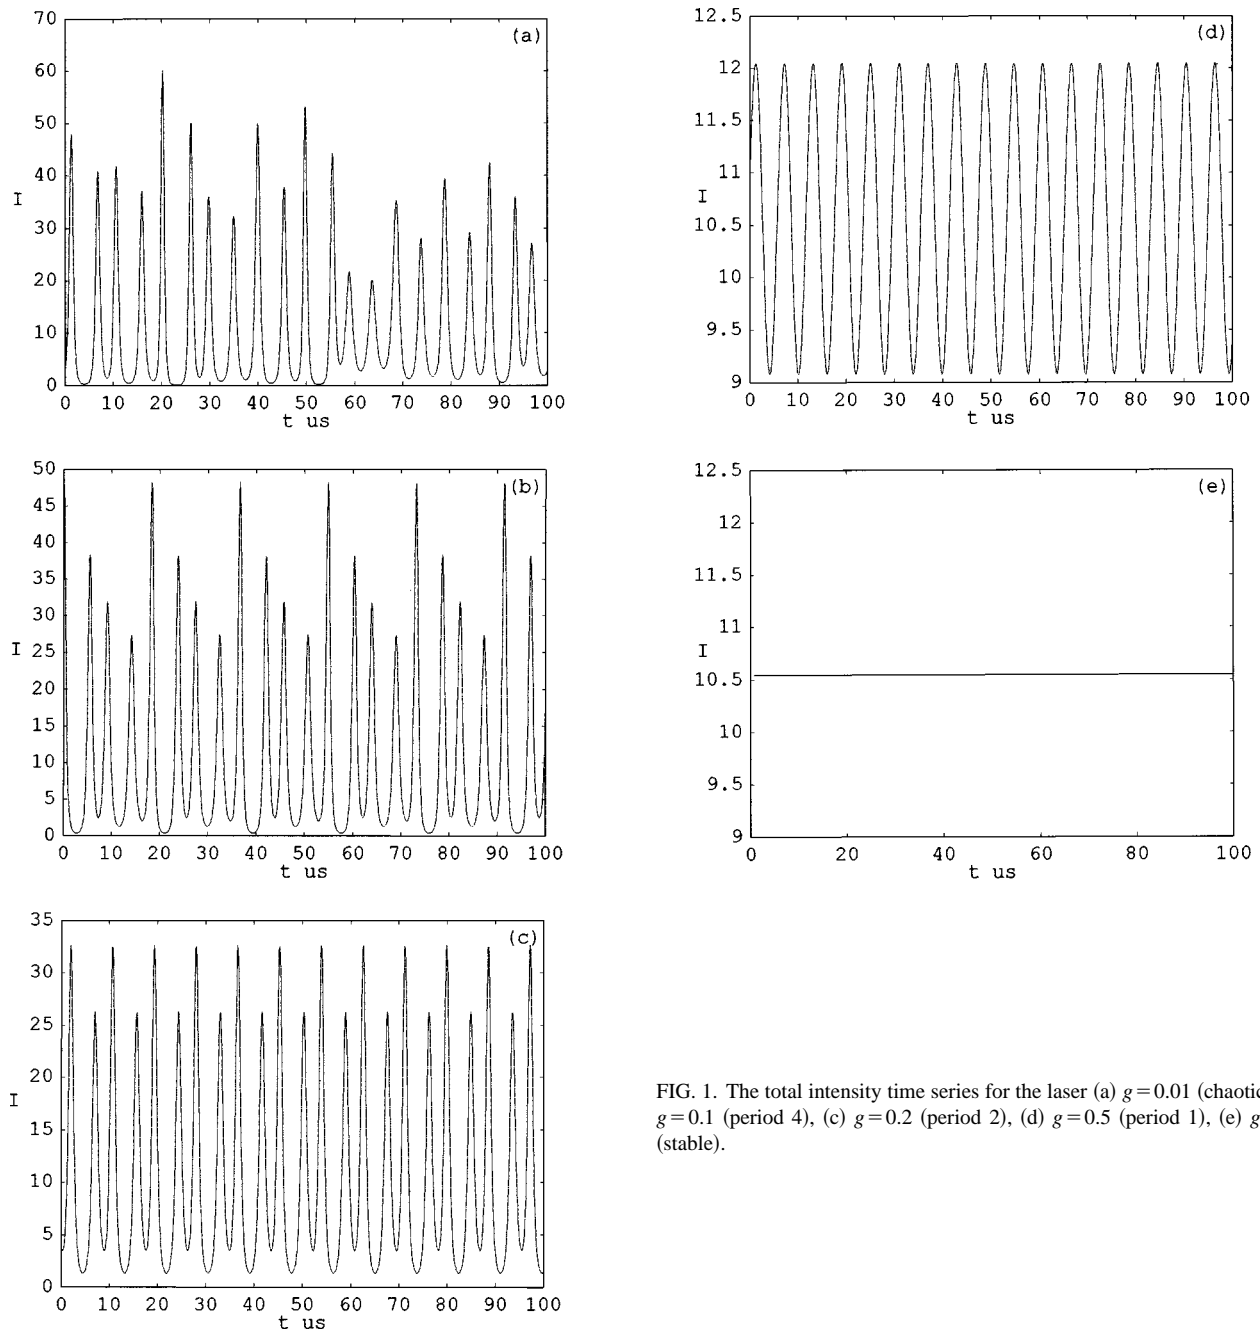 70
(a)
60
50
40
I
30
20
10
0
0 10 20 30 40 50 60 70 80 90 100
t us
50
(b)
45
40
35
30
25
I
20
15
10
5
0
0 10 20 30 40 50 60 70 80 90 100
t us
35
(c)
30
25
20
I
15
10
5
0
0 10 20 30 40 50 60 70 80 90 100
t us
12.5
(d)
12
11.5
11
I
10.5
10
9.5
9
0 10 20 30 40 50 60 70 80 90 100
t us
12.5
(e)
12
11.5
11
I
10.5
10
9.5
9
0 20 40 60 80 100
t us
FIG. 1. The total intensity time series for the laser (a) g=0.01 (chaotic
g=0.1 (period 4), (c) g=0.2 (period 2), (d) g=0.5 (period 1), (e) g
(stable).